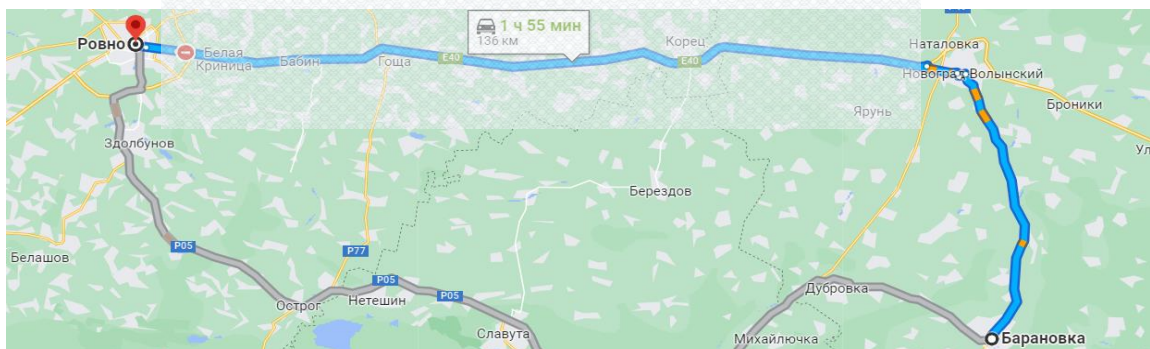 1 ч 55 мин
136 км
Ровно
Белая
Криница
Бабин
Гоща
E40
Корец
E40
Наталовка
Новоград-Волынский
Броники
Ярунь
Ул
Здолбунов
Берездов
Белашов
P05
P77
P05
P05
Острог
Нетешин
Славута
Дубровка
Михайлючка
Барановка